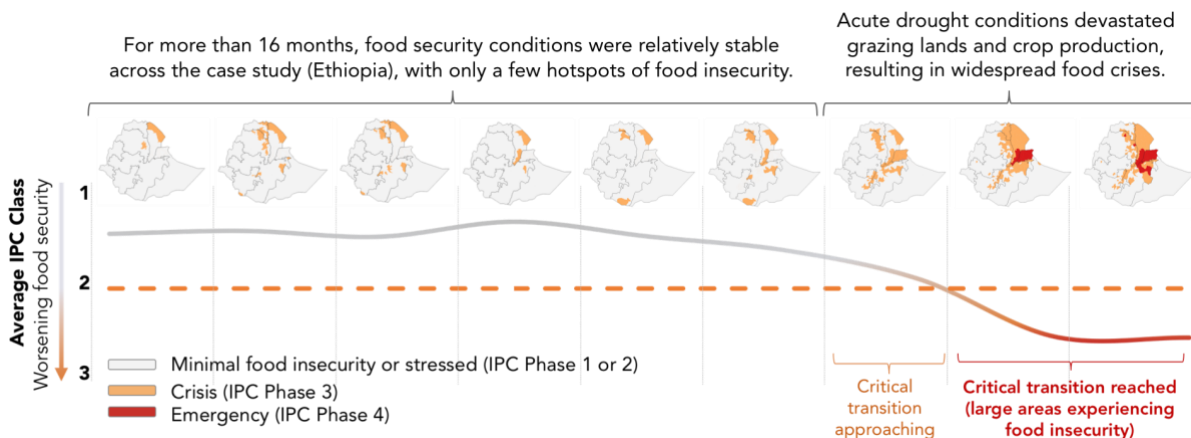 For more than 16 months, food security conditions were relatively stable
across the case study (Ethiopia), with only a few hotspots of food insecurity.
Acute drought conditions devastated
grazing lands and crop production,
resulting in widespread food crises.
Average IPC Class
Worsening food security
1
2
3
Minimal food insecurity or stressed (IPC Phase 1 or 2)
Crisis (IPC Phase 3)
Emergency (IPC Phase 4)
Critical
transition
approaching
Critical transition reached
(large areas experiencing
food insecurity)